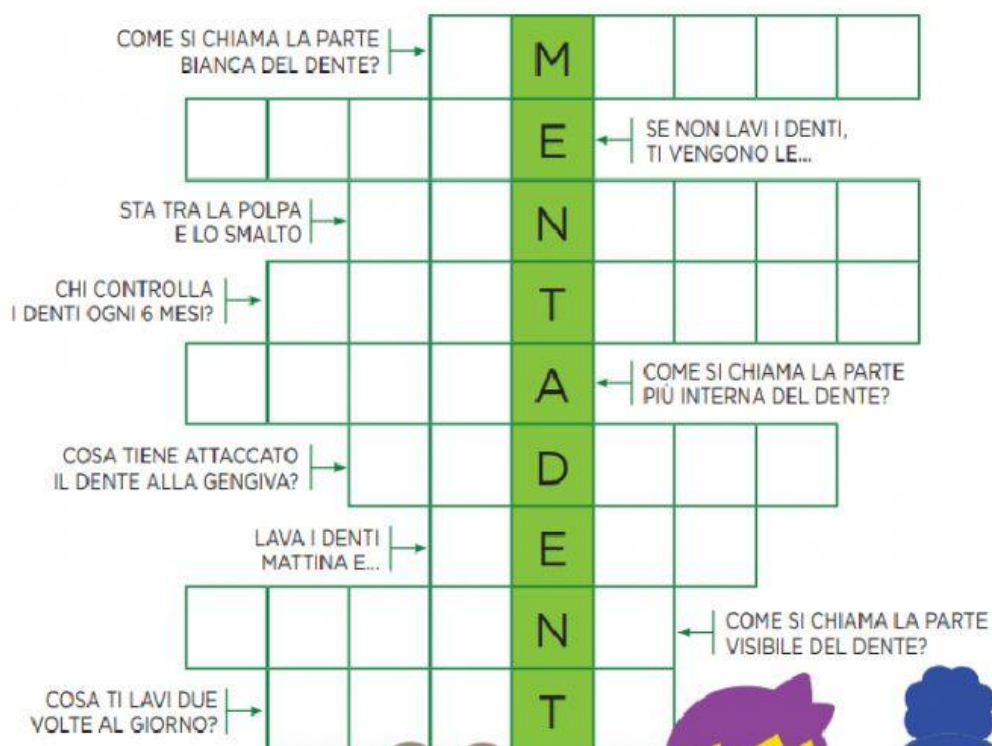 COME SI CHIAMA LA PARTE
BIANCA DEL DENTE?
M
E
SE NON LAVI I DENTI,
TI VENGONO LE...
STA TRA LA POLPA
E LO SMALTO
N
CHI CONTROLLA
I DENTI OGNI 6 MESI?
T
A
COME SI CHIAMA LA PARTE
PIÙ INTERNA DEL DENTE?
COSA TIENE ATTACCATO
IL DENTE ALLA GENGIVA?
D
LAVA I DENTI
MATTINA E...
E
N
COME SI CHIAMA LA PARTE
VISIBILE DEL DENTE?
COSA TI LAVI DUE
VOLTE AL GIORNO?
T